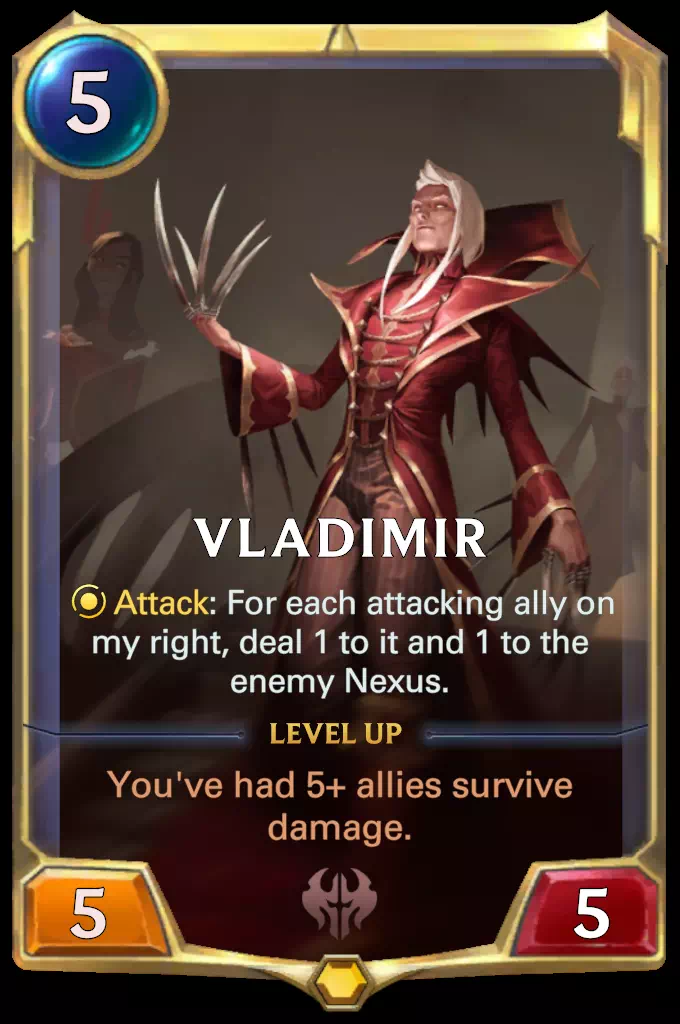 5
VLADIMIR
Attack: For each attacking ally on
my right, deal 1 to it and 1 to the
enemy Nexus.
LEVEL UP
You've had 5+ allies survive
damage.
5
5